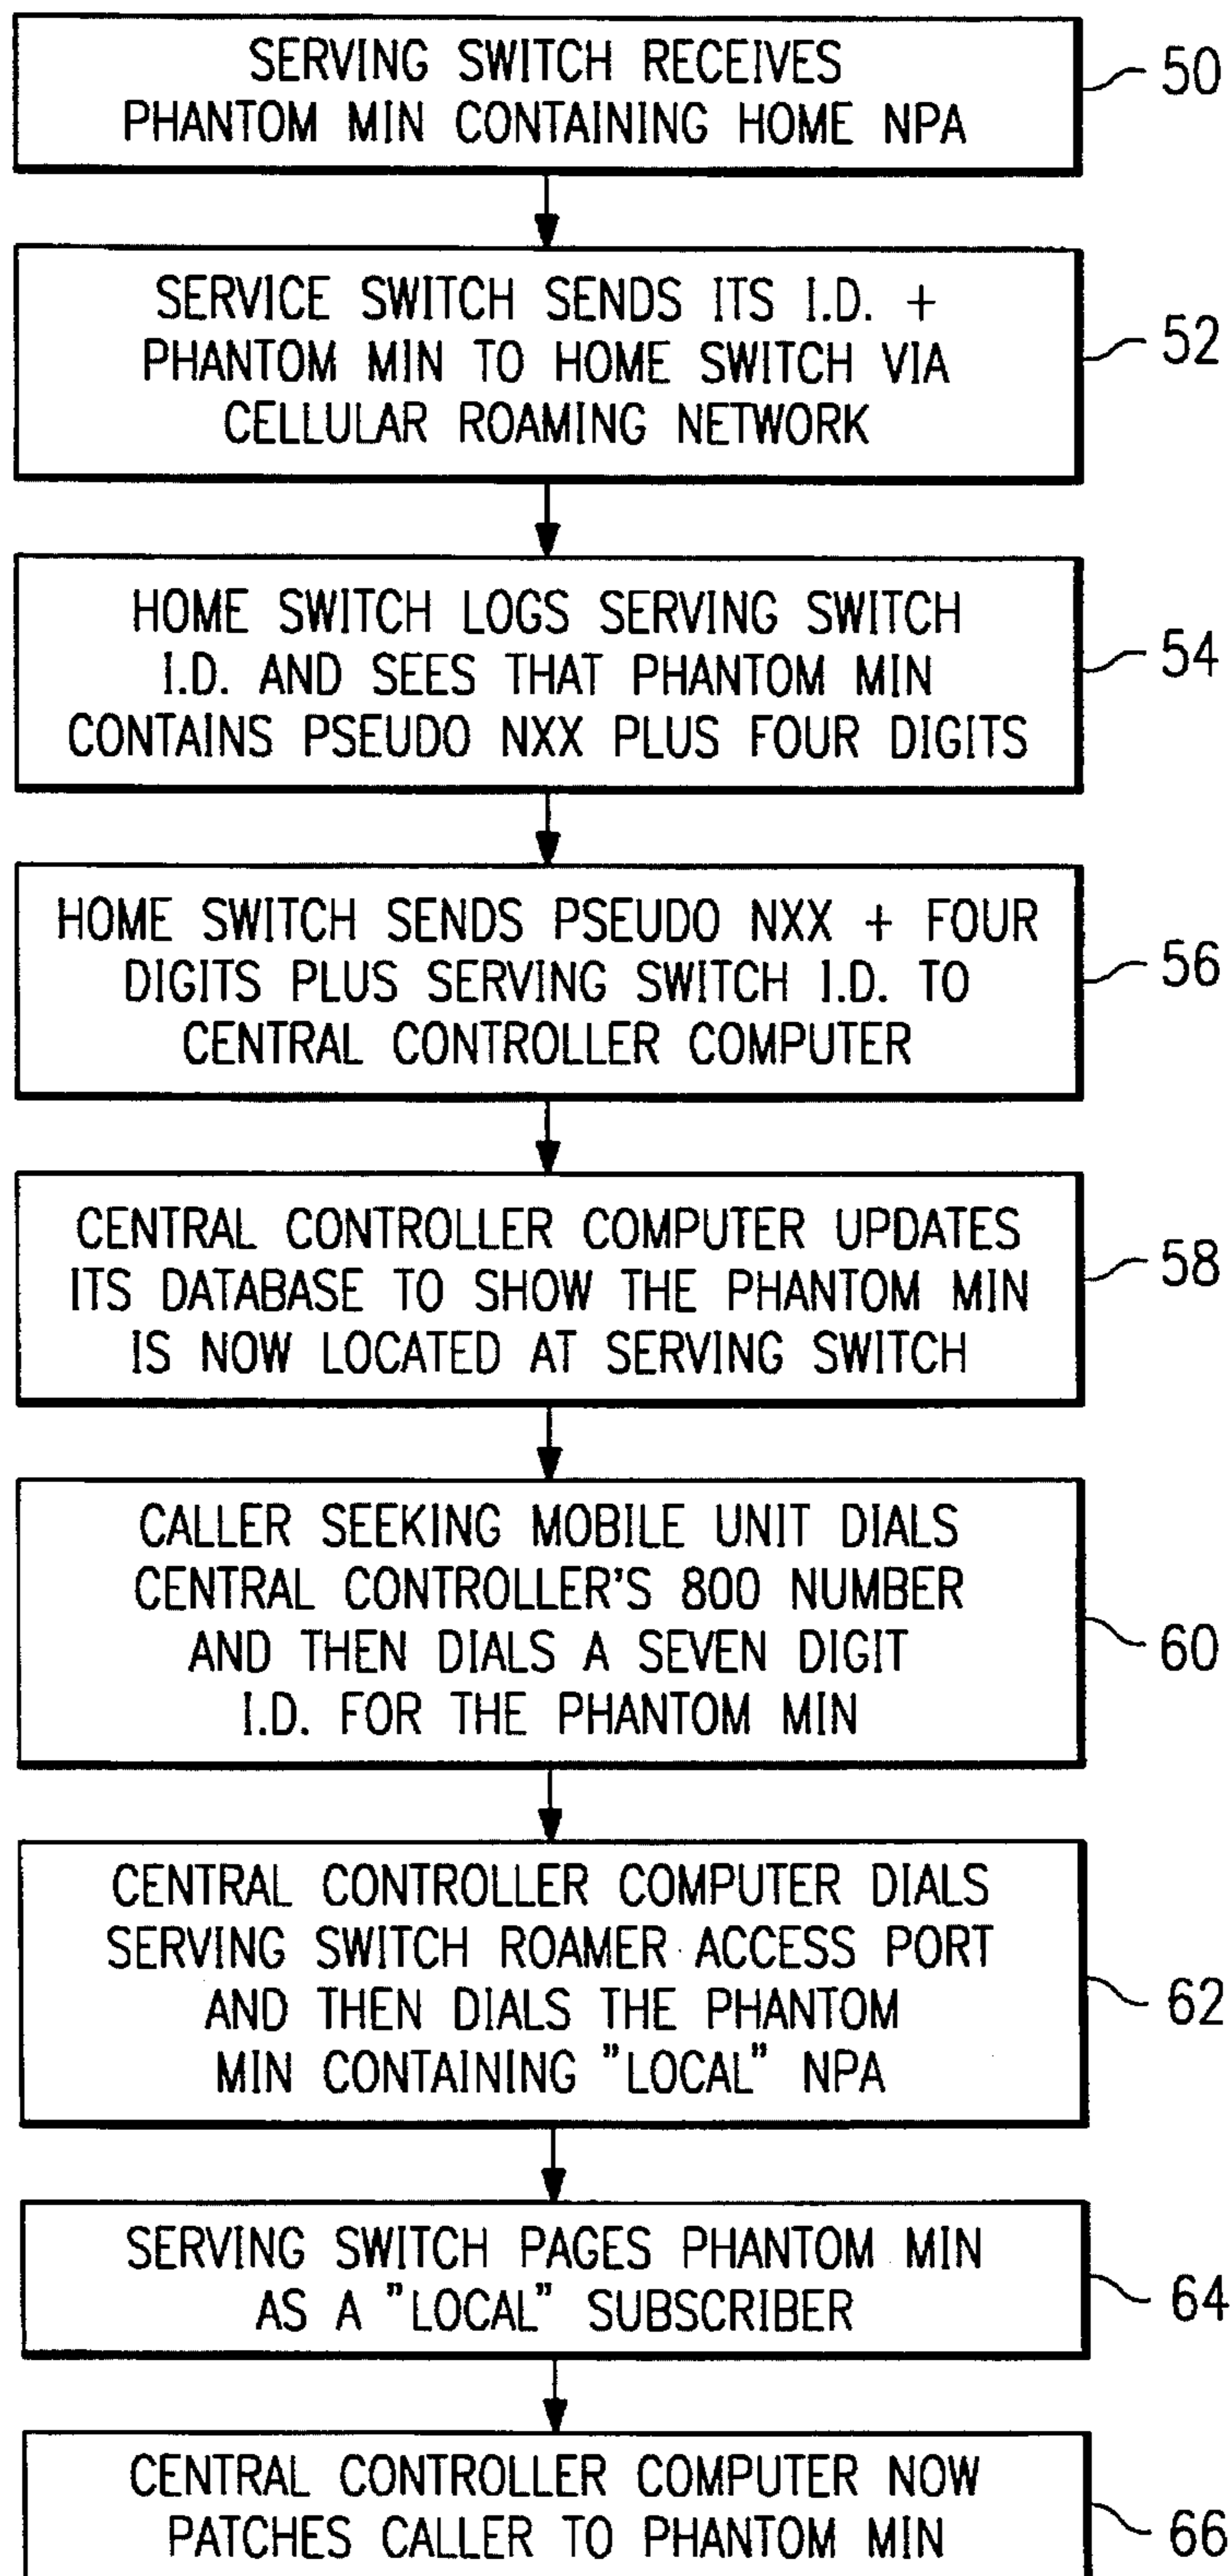 SERVING SWITCH RECEIVES
PHANTOM MIN CONTAINING HOME NPA
50
SERVICE SWITCH SENDS ITS I.D. +
PHANTOM MIN TO HOME SWITCH VIA
CELLULAR ROAMING NETWORK
52
HOME SWITCH LOGS SERVING SWITCH
I.D. AND SEES THAT PHANTOM MIN
CONTAINS PSEUDO NXX PLUS FOUR DIGITS
54
HOME SWITCH SENDS PSEUDO NXX + FOUR
DIGITS PLUS SERVING SWITCH I.D. TO
CENTRAL CONTROLLER COMPUTER
56
CENTRAL CONTROLLER COMPUTER UPDATES
ITS DATABASE TO SHOW THE PHANTOM MIN
IS NOW LOCATED AT SERVING SWITCH
58
CALLER SEEKING MOBILE UNIT DIALS
CENTRAL CONTROLLER'S 800 NUMBER
AND THEN DIALS A SEVEN DIGIT
I.D. FOR THE PHANTOM MIN
60
CENTRAL CONTROLLER COMPUTER DIALS
SERVING SWITCH ROAMER ACCESS PORT
AND THEN DIALS THE PHANTOM
MIN CONTAINING "LOCAL" NPA
62
SERVING SWITCH PAGES PHANTOM MIN
AS A "LOCAL" SUBSCRIBER
64
CENTRAL CONTROLLER COMPUTER NOW
PATCHES CALLER TO PHANTOM MIN
66